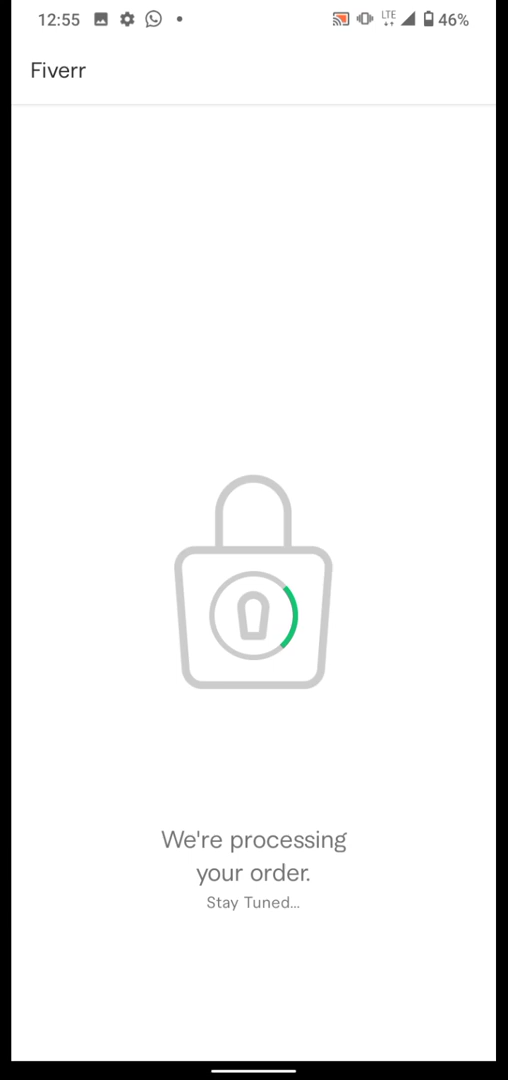 12:55
LTE
46%
Fiverr
We're processing
your order.
Stay Tuned...